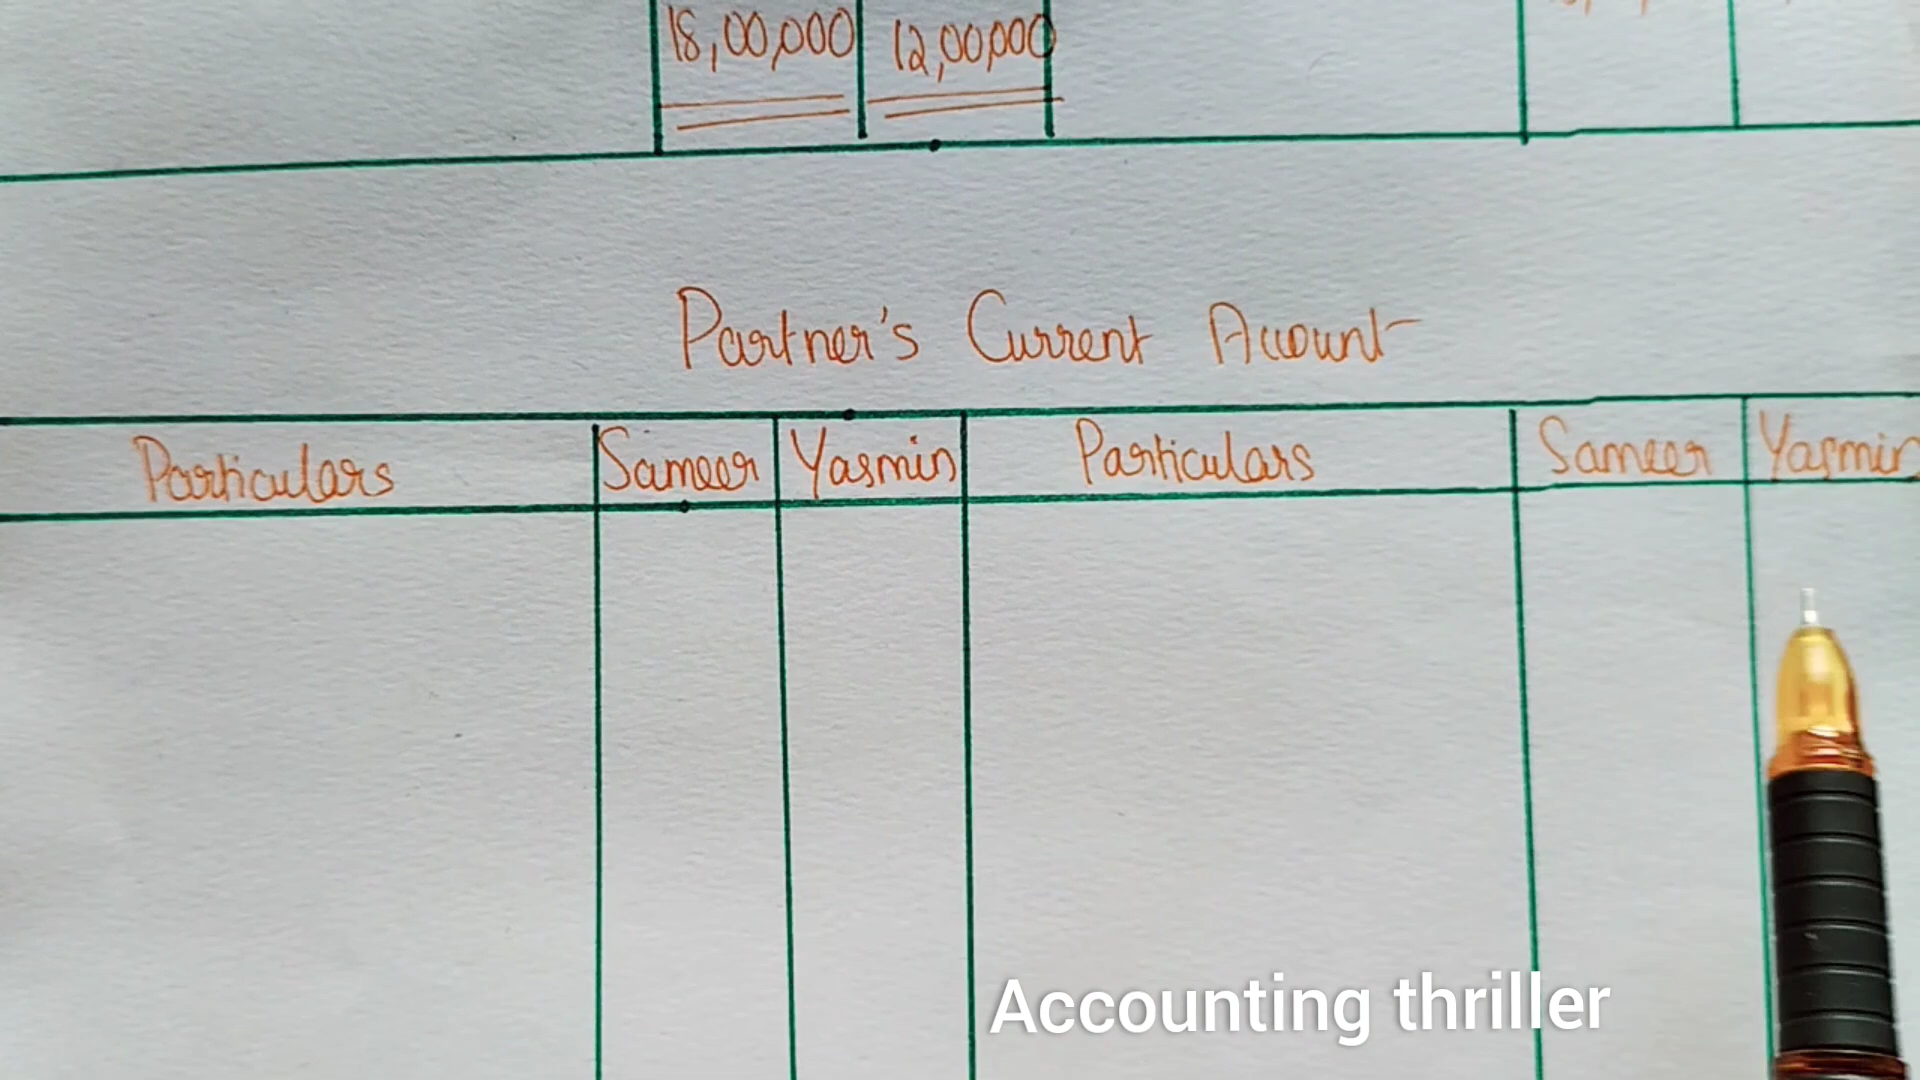 18,00,000 12,00,000
Partner's Current Account
Particulars Sameer Yasmin Particulars Sameer Yasmin
Accounting thriller